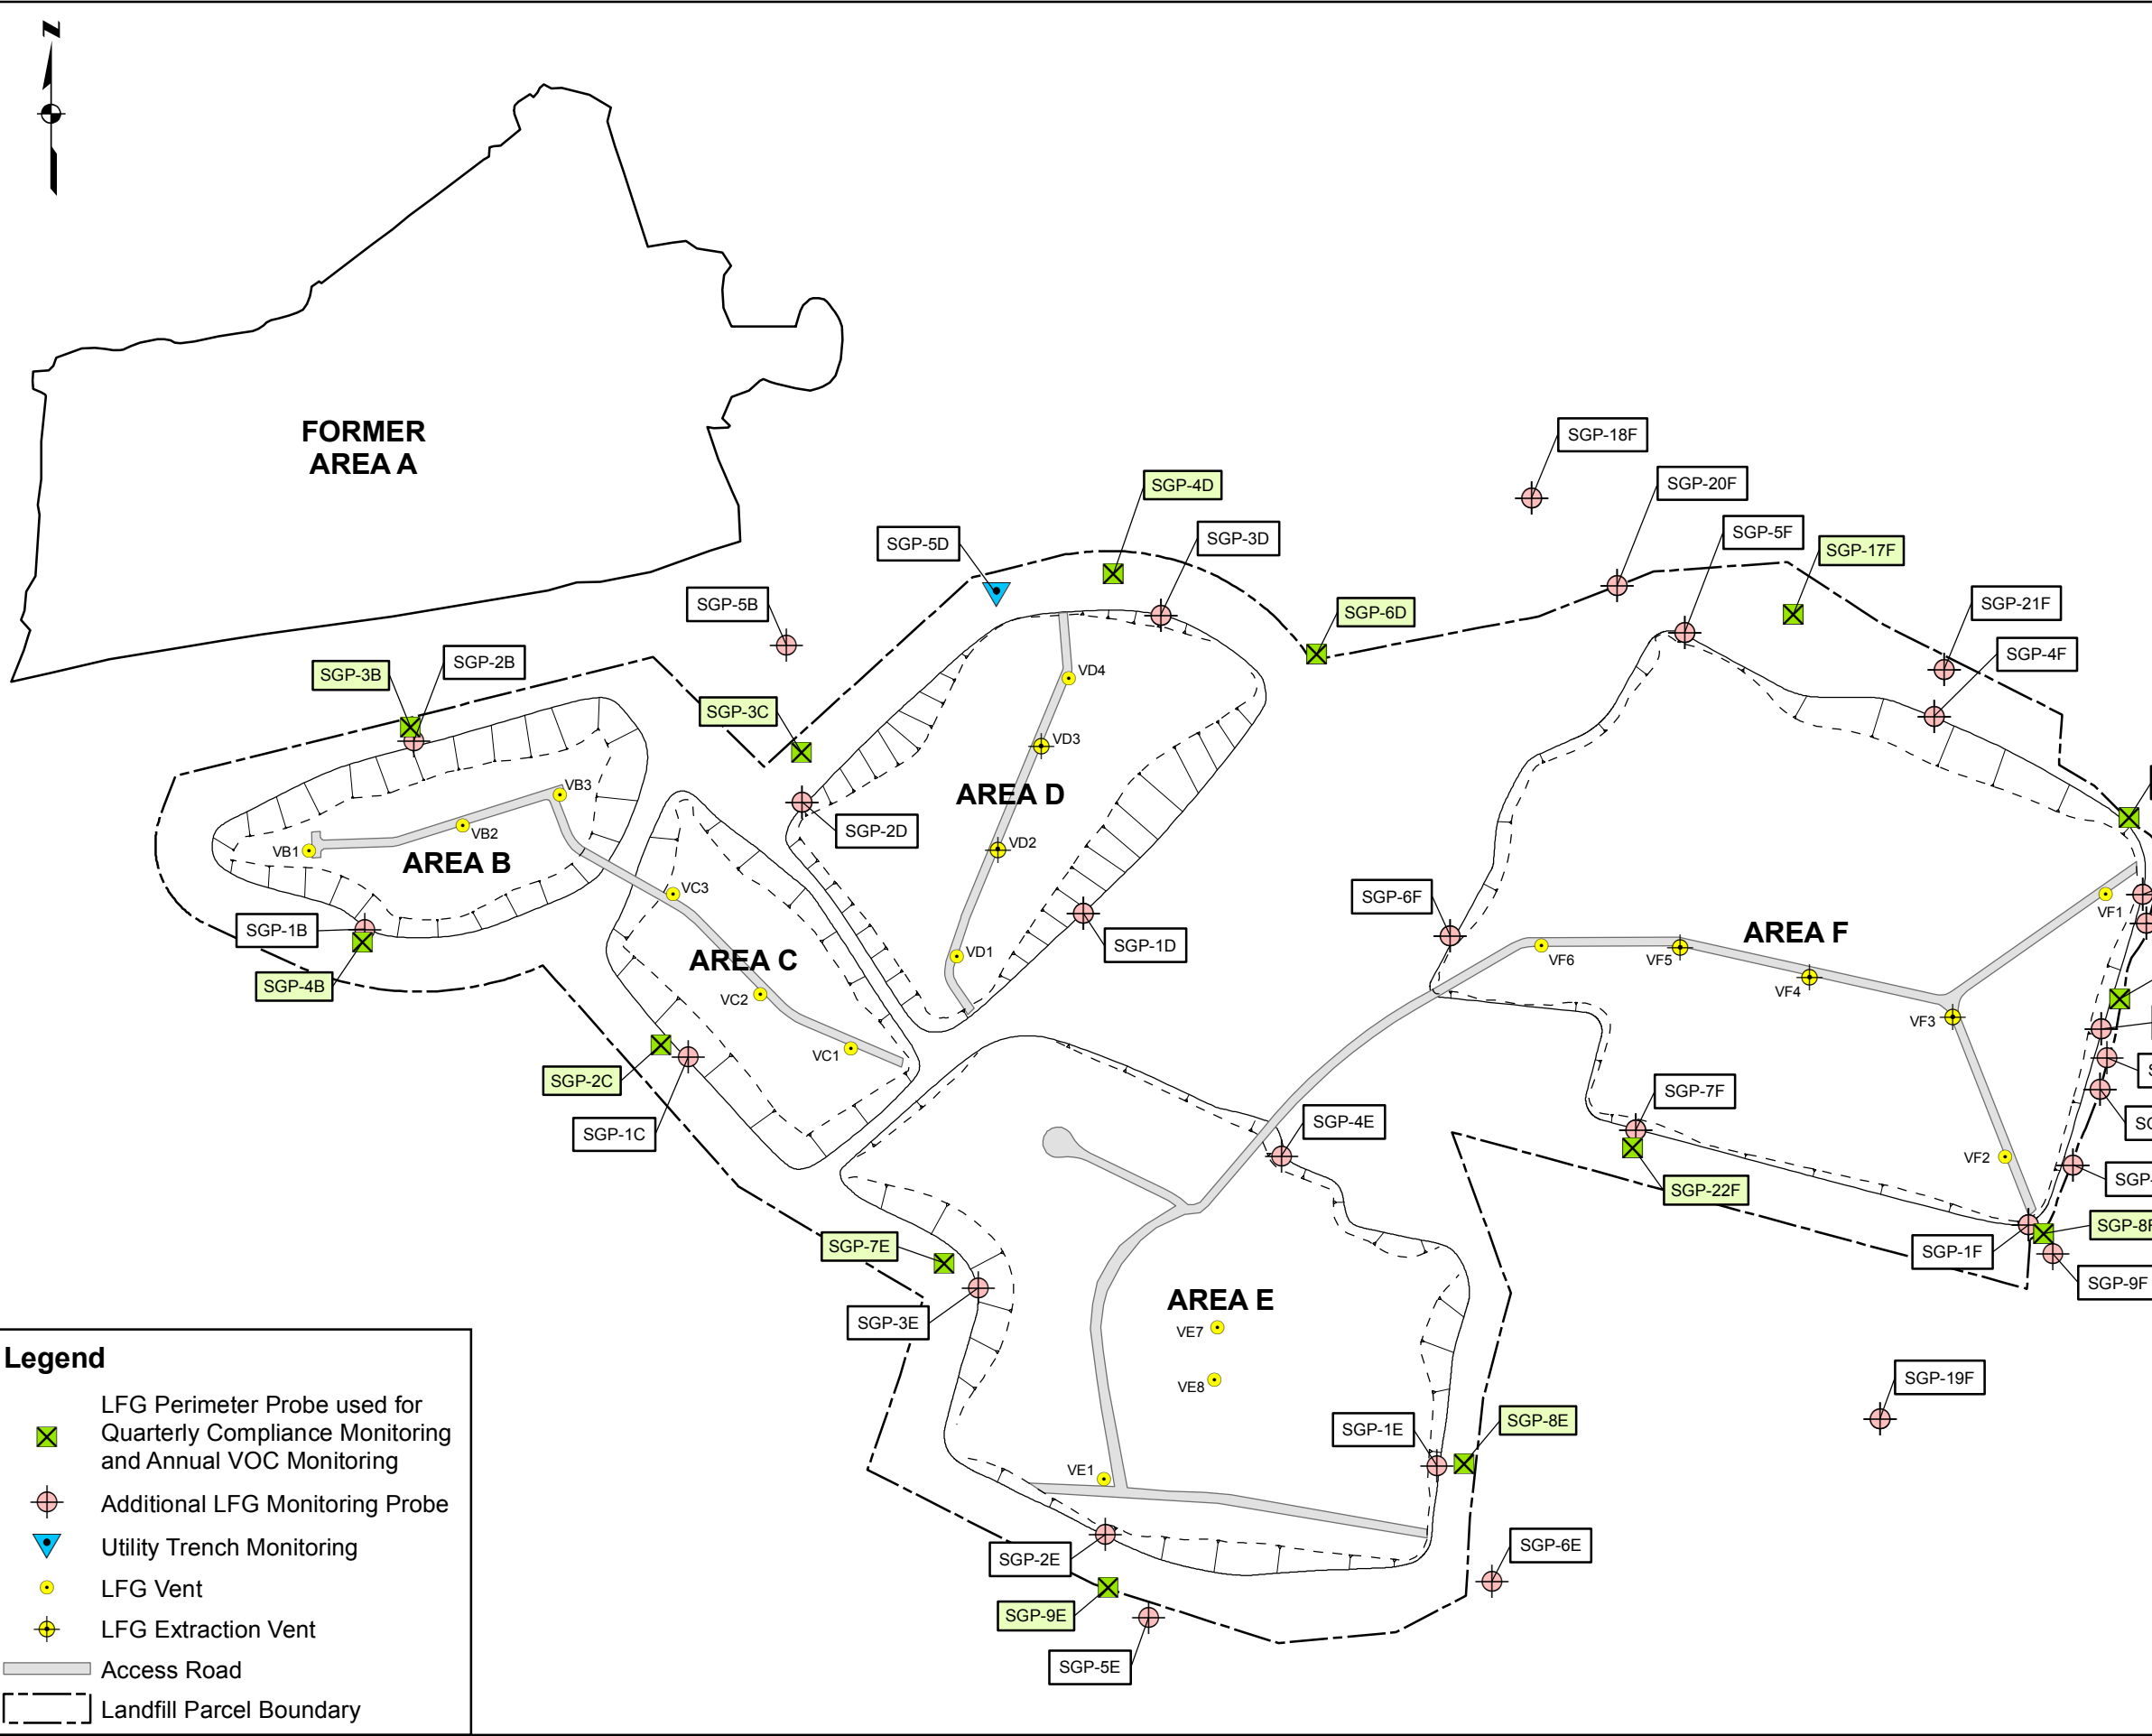 N
FORMER
AREA A
SGP-18F
SGP-20F
SGP-4D
SGP-5D
SGP-3D
SGP-5F
SGP-17F
SGP-5B
SGP-6D
SGP-21F
SGP-3B
SGP-2B
SGP-4F
VD4
SGP-3C
VD3
VB3
AREA D
SGP-2D
VB2
VD2
VB1
AREA B
VC3
SGP-6F
VF1
SGP-1B
AREA F
SGP-1D
VD1
AREA C
VF6
VF5
SGP-4B
VC2
VF4
VF3
VC1
SGP-2C
SGP-7F
SGP-4E
SGP-1C
VF2
SGP-
SGP-22F
SGP-8F
SGP-7E
SGP-1F
SGP-9F
AREA E
SGP-3E
VE7
VE8
SGP-19F
SGP-8E
SGP-1E
VE1
SGP-6E
SGP-2E
SGP-9E
SGP-5E
Legend
LFG Perimeter Probe used for
Quarterly Compliance Monitoring
and Annual VOC Monitoring
Additional LFG Monitoring Probe
Utility Trench Monitoring
LFG Vent
LFG Extraction Vent
Access Road
Landfill Parcel Boundary